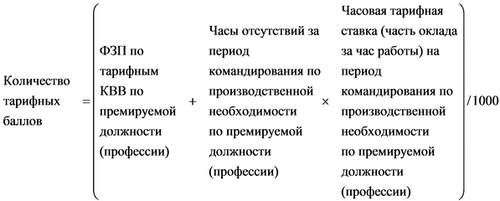 Количество
тарифных
баллов
=
ФЗП по
тарифным
КВВ по
премируемой
должности
(профессии)
+
Часы отсутствий за
период
командирования по
производственной
необходимости
по премируемой
должности
(профессии)
×
Часовая тарифная
ставка (часть оклада
за час работы) на
период
командирования по
производственной
необходимости
по премируемой
должности
(профессии)
/1000